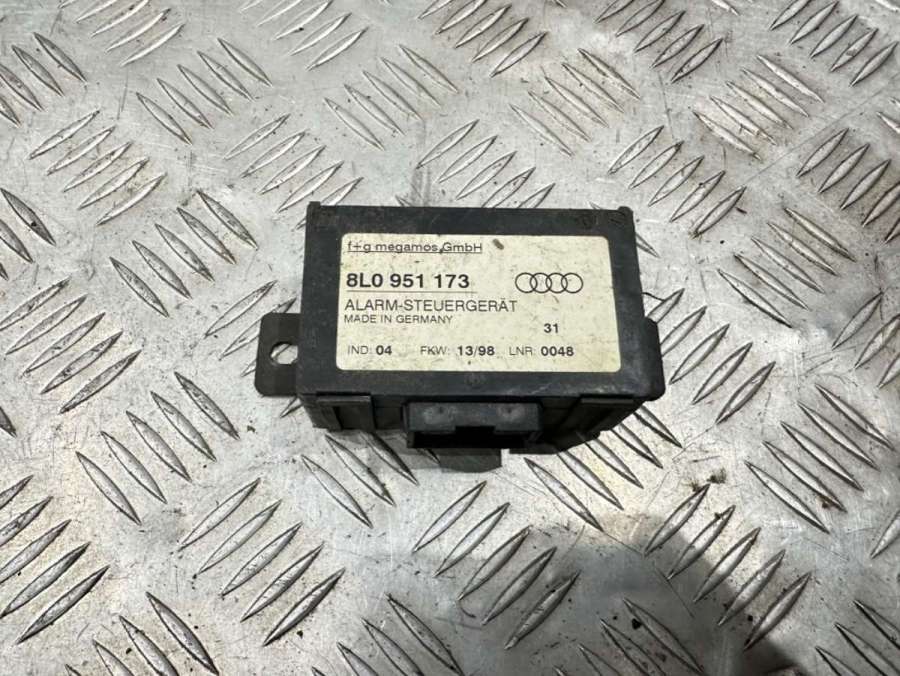 f+g megamos GmbH
8L0 951 173
ALARM-STEUERGERÄT
MADE IN GERMANY
31
IND: 04 FKW: 13/98 LNR: 0048